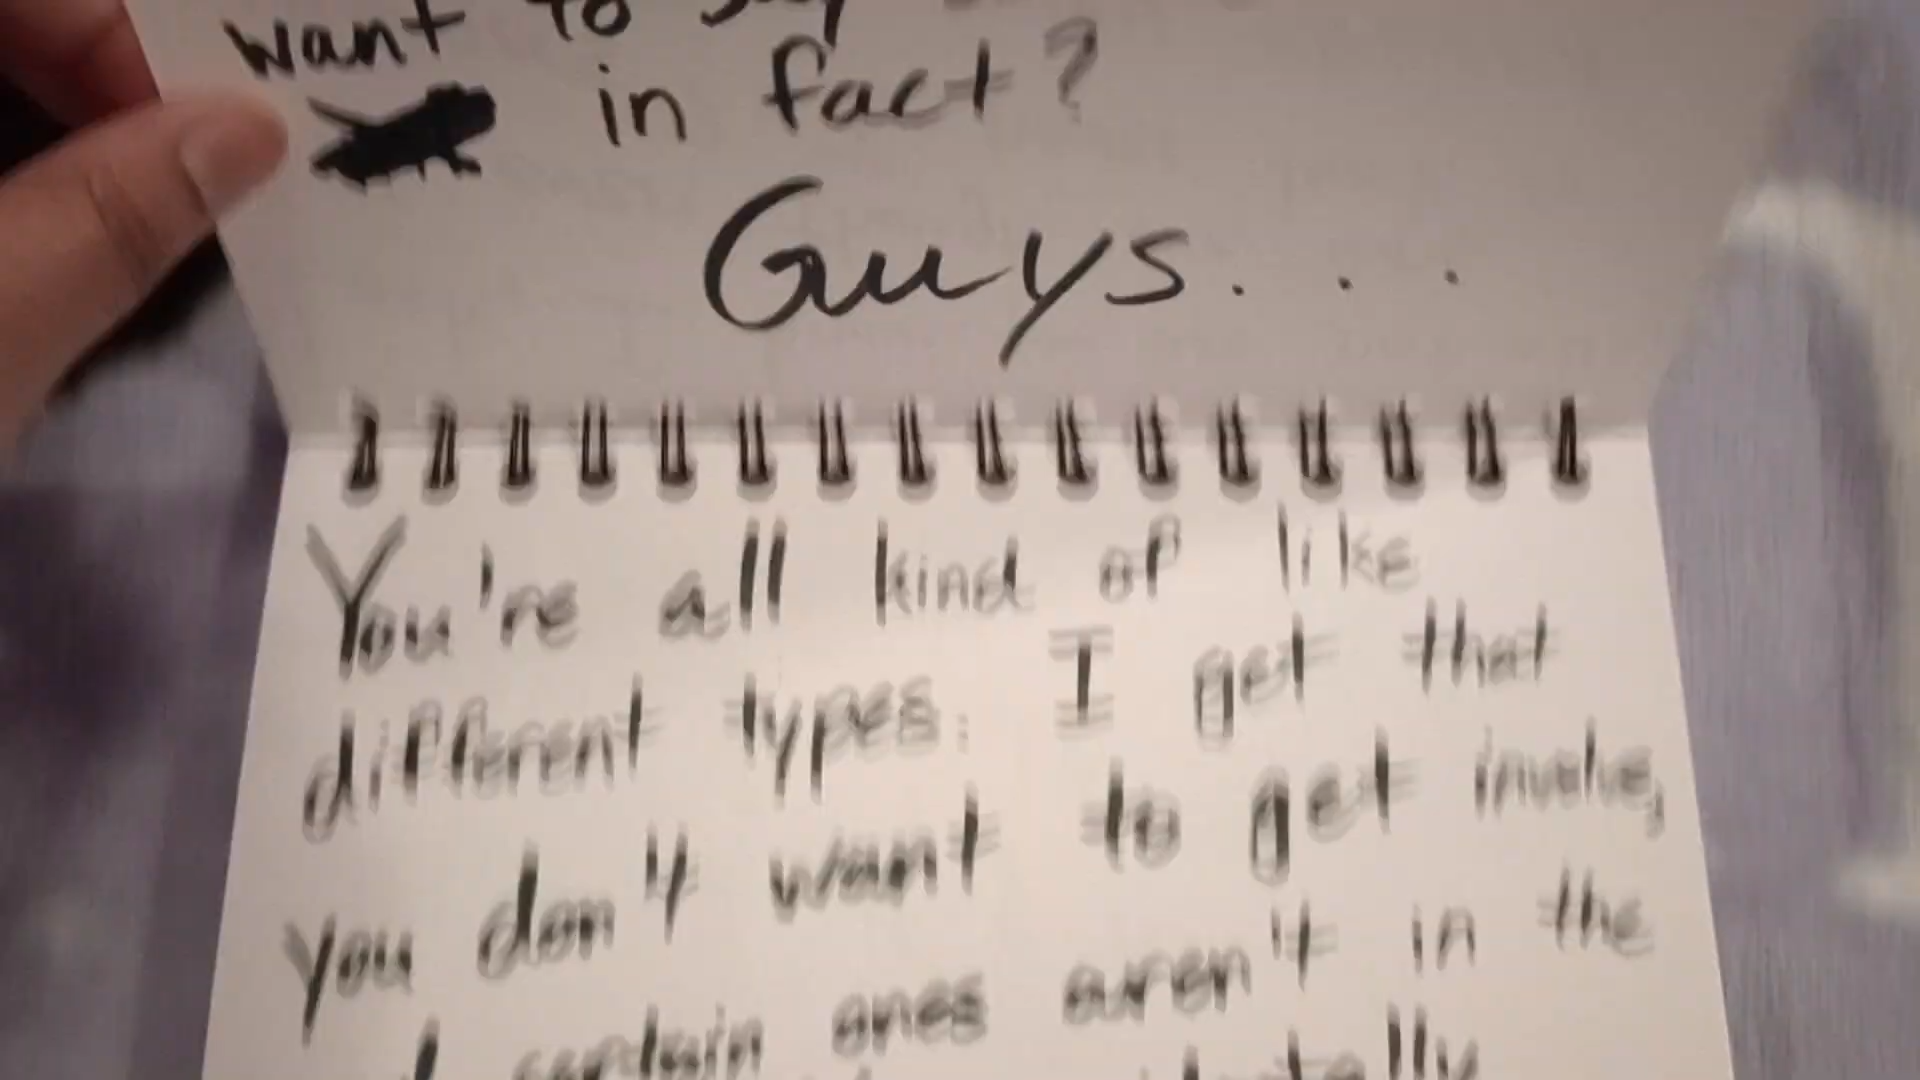 want to say
in fact?
Guys...
You're all kind of like
different types. I get that
you don't want to get involve,
certain ones aren't in the